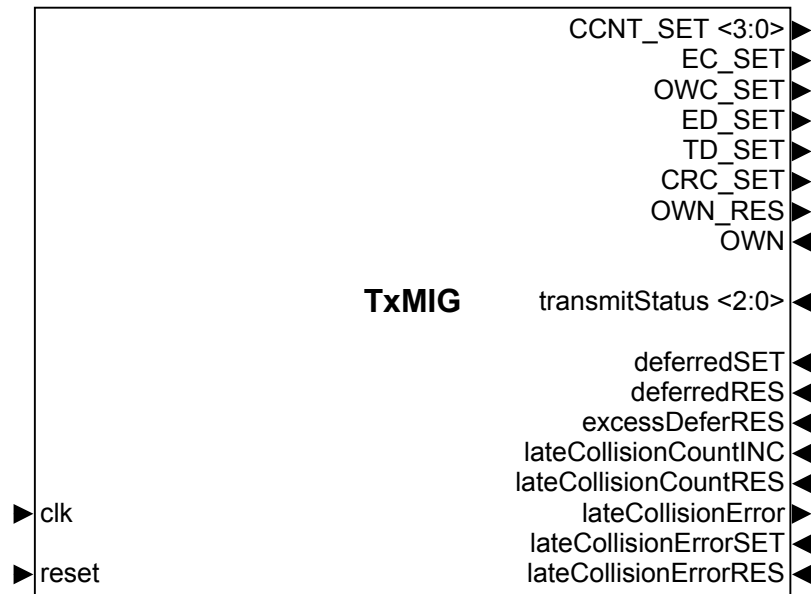 CCNT_SET <3:0>
EC_SET
OWC_SET
ED_SET
TD_SET
CRC_SET
OWN_RES
OWN
TxMIG
transmitStatus <2:0>
deferredSET
deferredRES
excessDeferRES
lateCollisionCountINC
lateCollisionCountRES
clk
lateCollisionError
lateCollisionErrorSET
reset
lateCollisionErrorRES